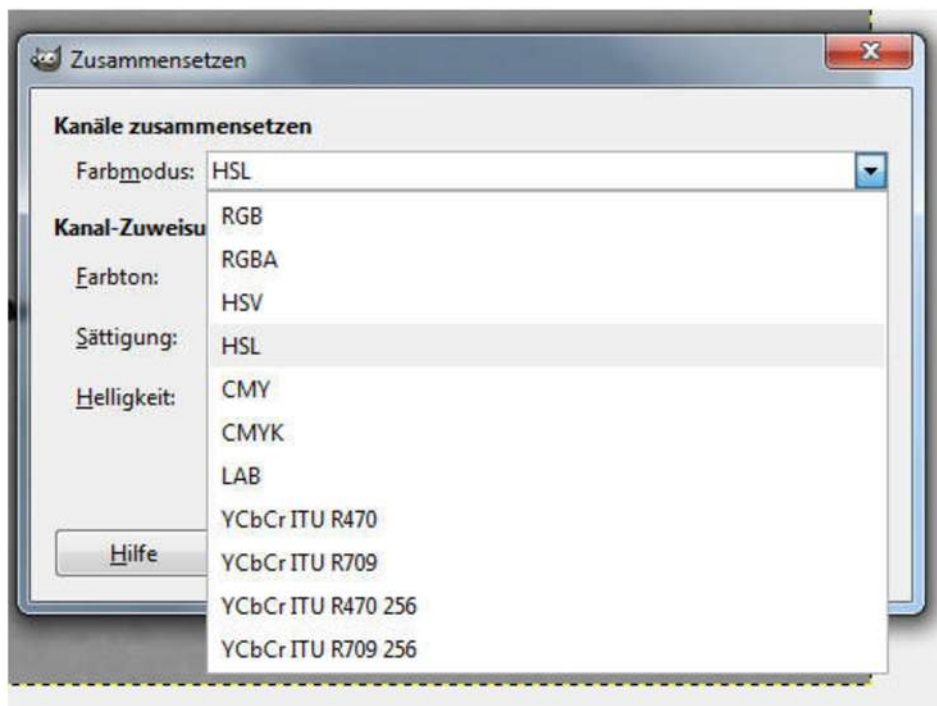 Zusammensetzen
Kanäle zusammensetzen
Farbmodus: HSL
RGB
Kanal-Zuweisu
RGBA
Farbton:
HSV
Sättigung:
HSL
Helligkeit:
CMY
CMYK
LAB
YCbCr ITU R470
Hilfe
YCbCr ITU R709
YCbCr ITU R470 256
YCbCr ITU R709 256